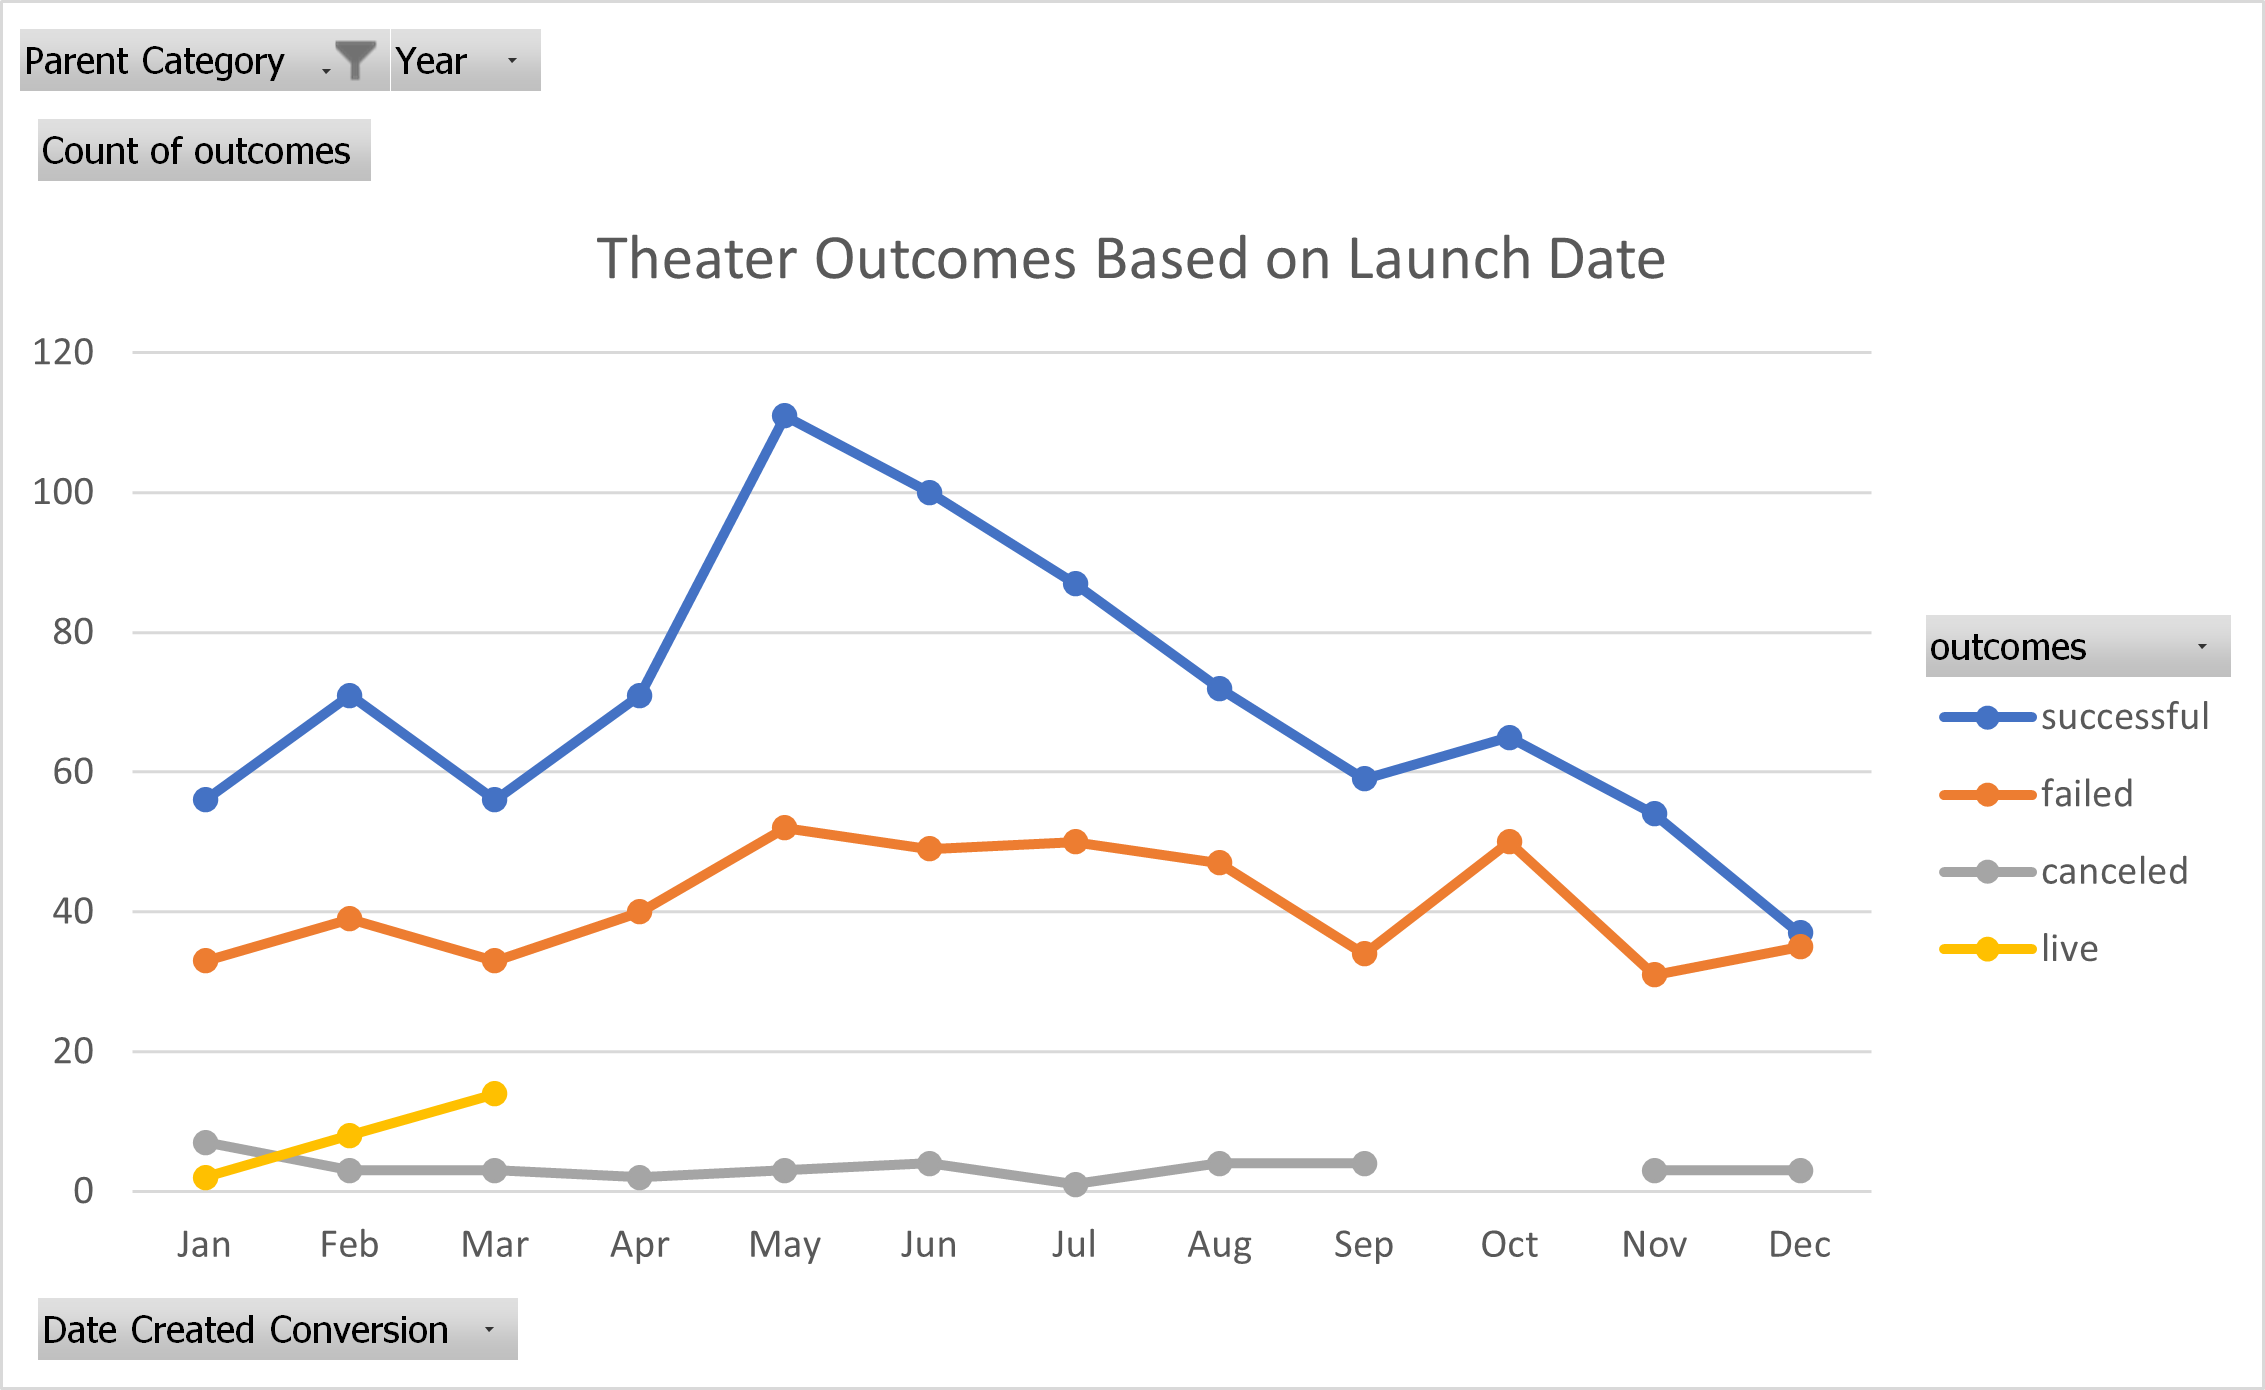 Parent Category Year
Count of outcomes
Theater Outcomes Based on Launch Date
120
100
80
60
40
20
0
Jan Feb Mar Apr May Jun Jul Aug Sep Oct Nov Dec
outcomes
successful
failed
canceled
live
Date Created Conversion